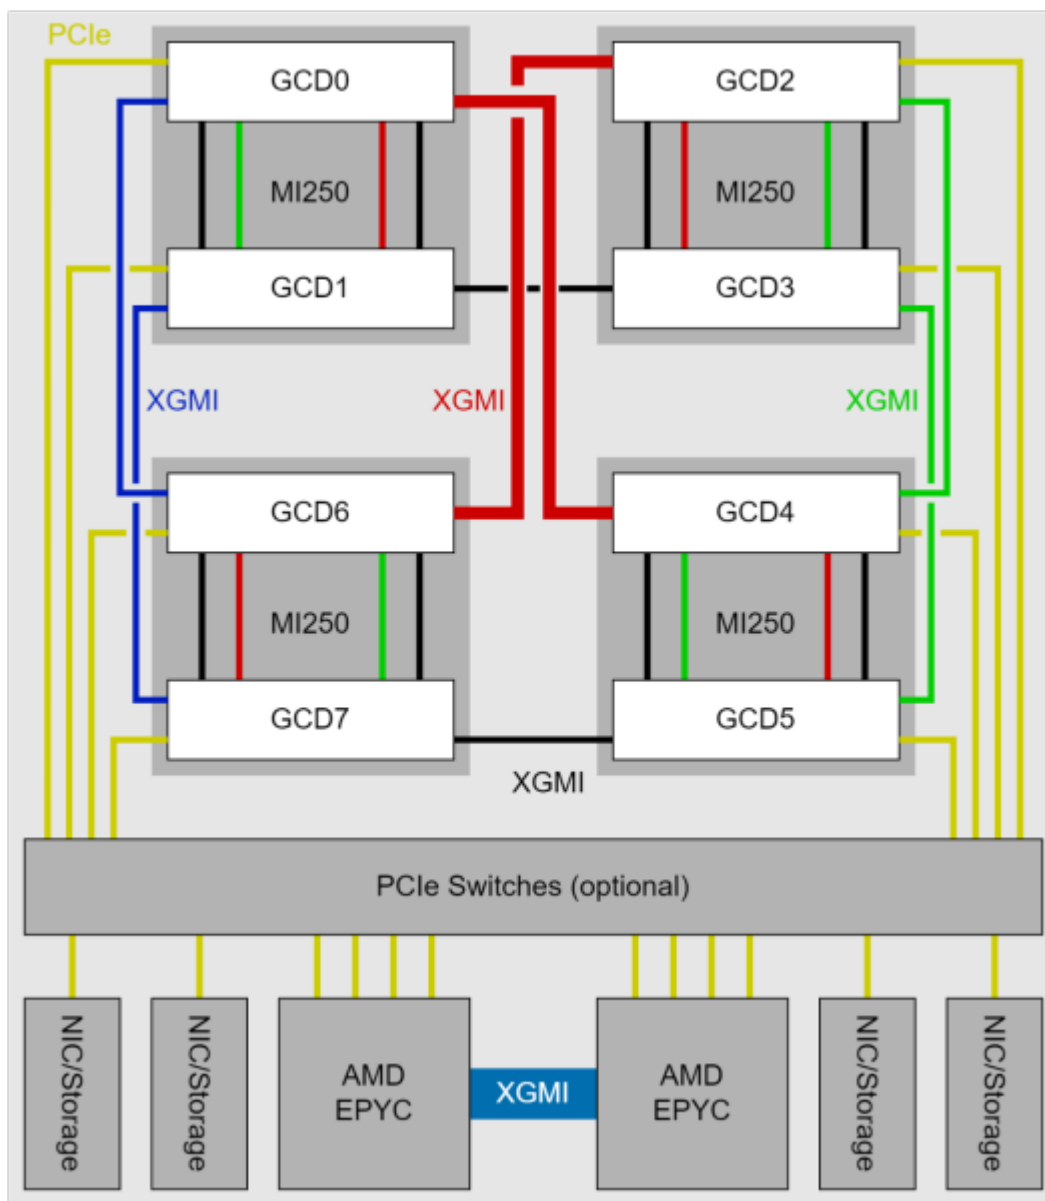 PCIe
GCD0
GCD2
MI250
MI250
GCD1
GCD3
XGMI
XGMI
XGMI
GCD6
GCD4
MI250
MI250
GCD7
GCD5
XGMI
PCIe Switches (optional)
NIC/Storage
NIC/Storage
AMD
EPYC
XGMI
AMD
EPYC
NIC/Storage
NIC/Storage